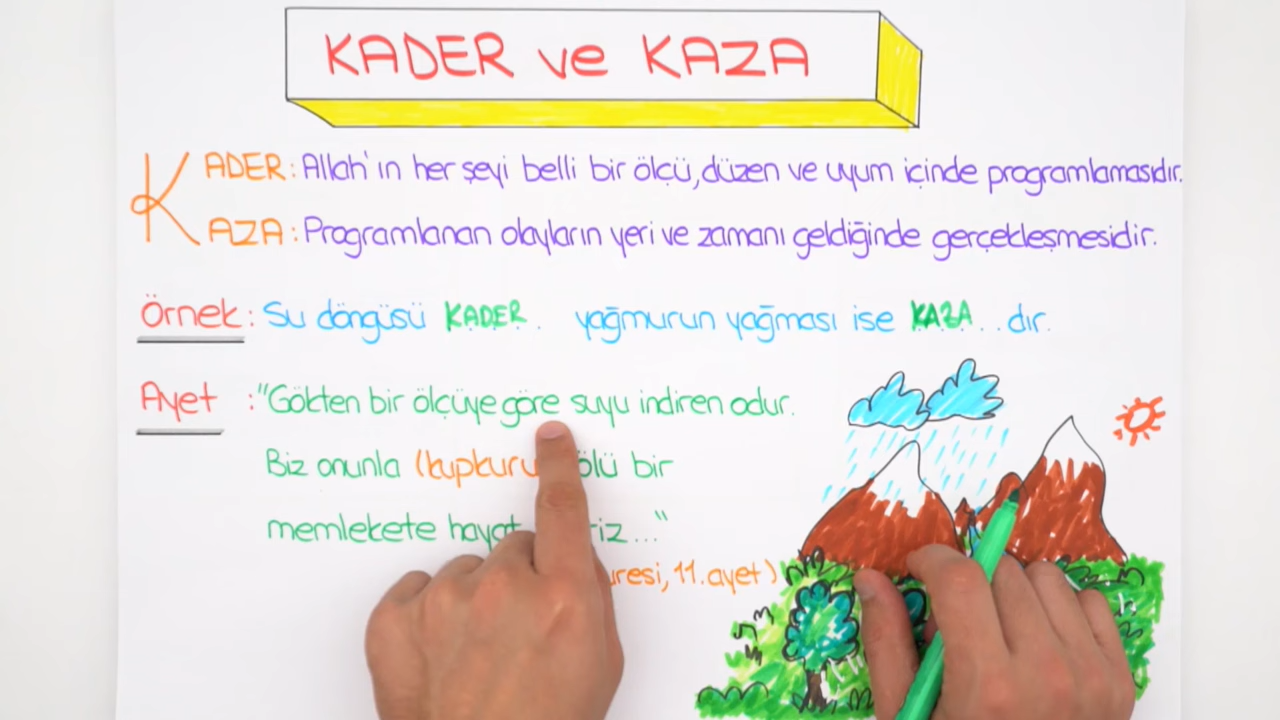 KADER ve KAZA
KADER: Allah'ın her şeyi belli bir ölçü, düzen ve uyum içinde programlamasıdır.
KAZA: Programlanan olayların yeri ve zamanı geldiğinde gerçekleşmesidir.
Örnek: Su döngüsü KADER. yağmurun yağması ise KAZA...dır.
Ayet: "Gökten bir ölçüye göre suyu indiren odur.
Biz onunla ölü bir
memlekete
11. ayet)